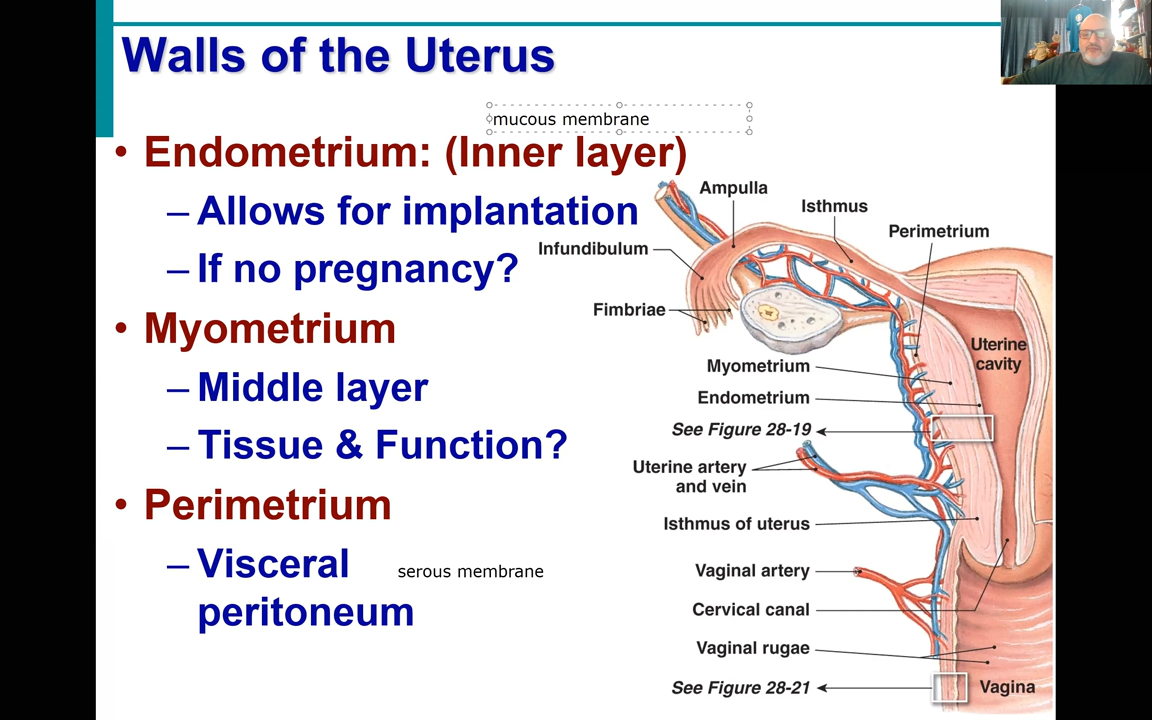 Walls of the Uterus
mucous membrane
• Endometrium: (Inner layer)
– Allows for implantation
– If no pregnancy?
• Myometrium
– Middle layer
– Tissue & Function?
• Perimetrium
– Visceral
peritoneum
serous membrane
Ampulla
Isthmus
Perimetrium
Infundibulum
Fimbriae
Uterine
cavity
Myometrium
Endometrium
See Figure 28-19
Uterine artery
and vein
Isthmus of uterus
Vaginal artery
Cervical canal
Vaginal rugae
See Figure 28-21
Vagina